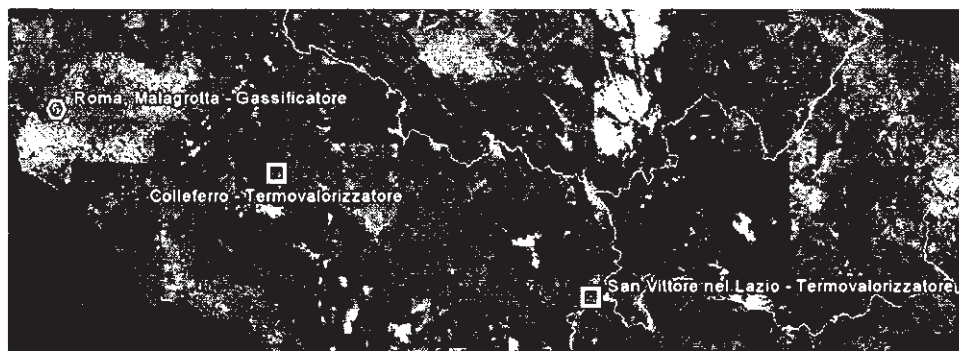 Roma, Malagrotta - Gassificatore
Colleferro - Termovalorizzatore
San Vittore nel Lazio - Termovalorizzatore